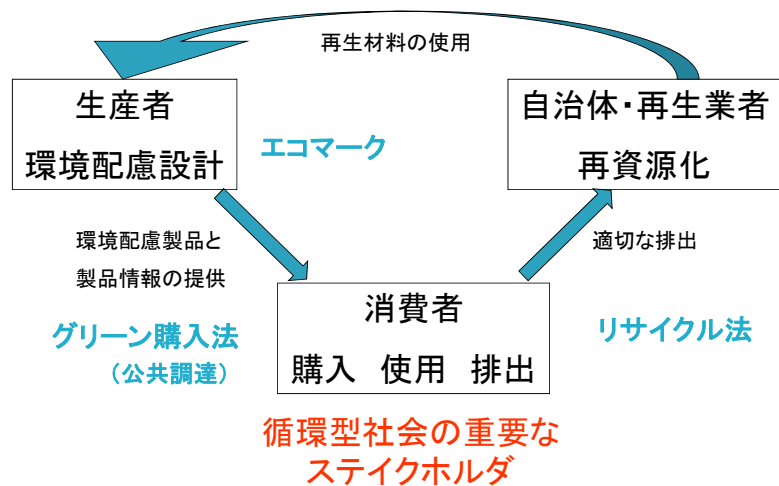 再生材料の使用
生産者
環境配慮設計
エコマーク
自治体・再生業者
再資源化
環境配慮製品と
製品情報の提供
適切な排出
グリーン購入法
（公共調達）
消費者
購入 使用 排出
リサイクル法
循環型社会の重要な
ステイクホルダ